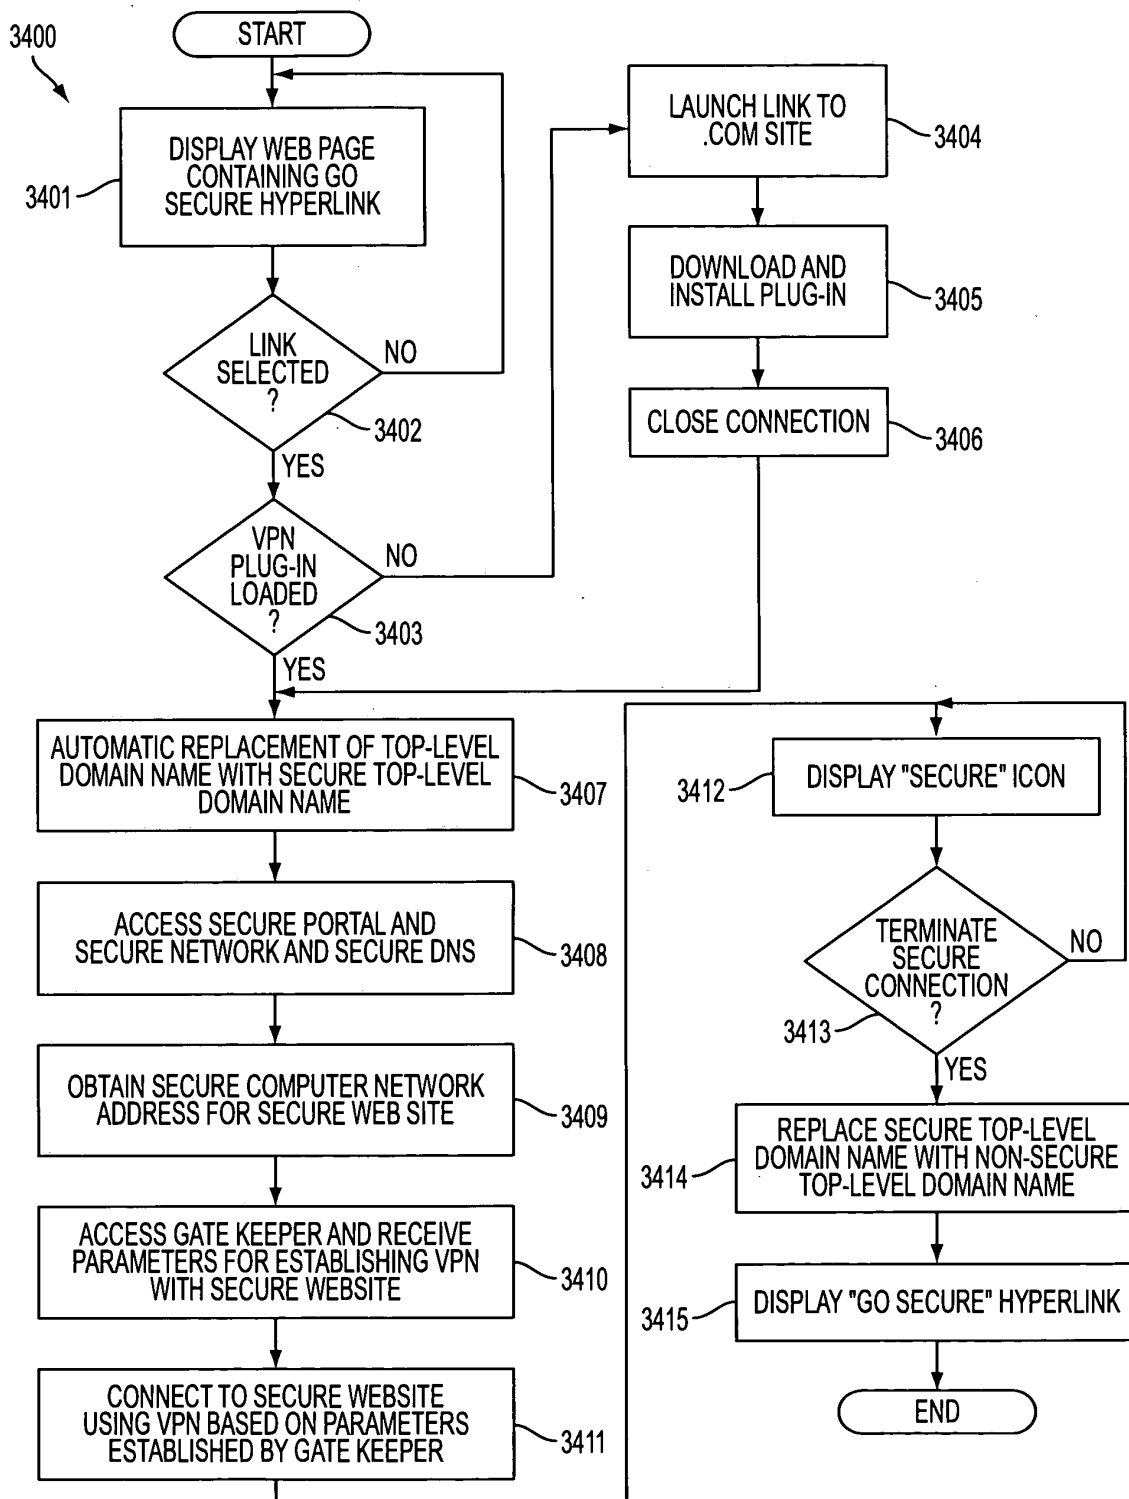 3400
START
DISPLAY WEB PAGE
CONTAINING GO
SECURE HYPERLINK
3401
LINK
SELECTED
?
NO
3402
YES
VPN
PLUG-IN
LOADED
?
NO
3403
YES
LAUNCH LINK TO
.COM SITE
3404
DOWNLOAD AND
INSTALL PLUG-IN
3405
CLOSE CONNECTION
3406
AUTOMATIC REPLACEMENT OF TOP-LEVEL
DOMAIN NAME WITH SECURE TOP-LEVEL
DOMAIN NAME
3407
ACCESS SECURE PORTAL AND
SECURE NETWORK AND SECURE DNS
3408
OBTAIN SECURE COMPUTER NETWORK
ADDRESS FOR SECURE WEB SITE
3409
ACCESS GATE KEEPER AND RECEIVE
PARAMETERS FOR ESTABLISHING VPN
WITH SECURE WEBSITE
3410
CONNECT TO SECURE WEBSITE
USING VPN BASED ON PARAMETERS
ESTABLISHED BY GATE KEEPER
3411
3412
DISPLAY "SECURE" ICON
TERMINATE
SECURE
CONNECTION
?
NO
3413
YES
REPLACE SECURE TOP-LEVEL
DOMAIN NAME WITH NON-SECURE
TOP-LEVEL DOMAIN NAME
3414
DISPLAY "GO SECURE" HYPERLINK
3415
END